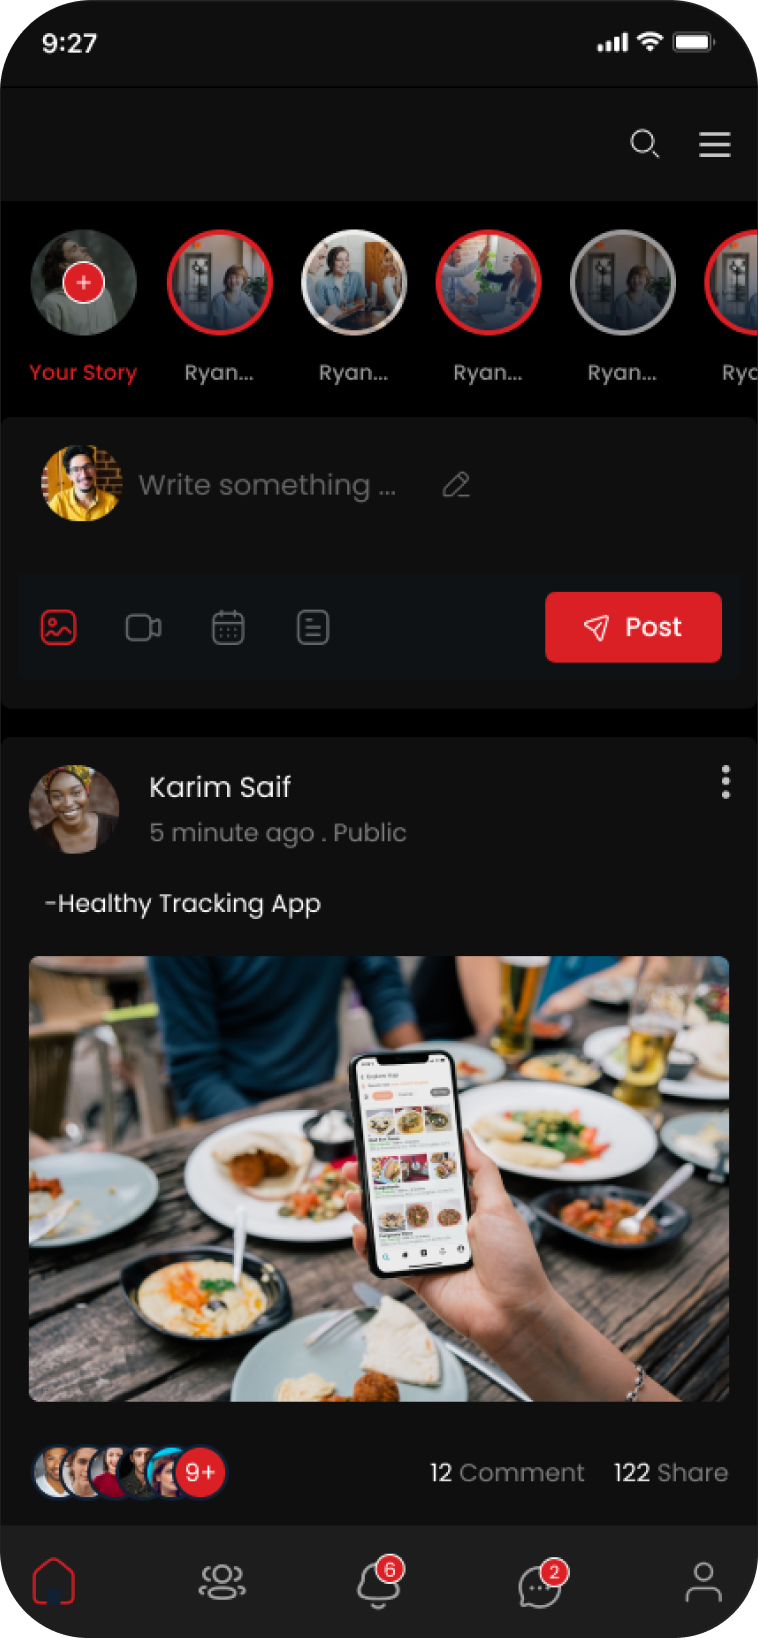 9:27
Your Story
Ryan...
Ryan...
Ryan...
Ryan...
Write something ...
Post
Karim Saif
5 minute ago . Public
-Healthy Tracking App
9+
12 Comment
122 Share
6
2